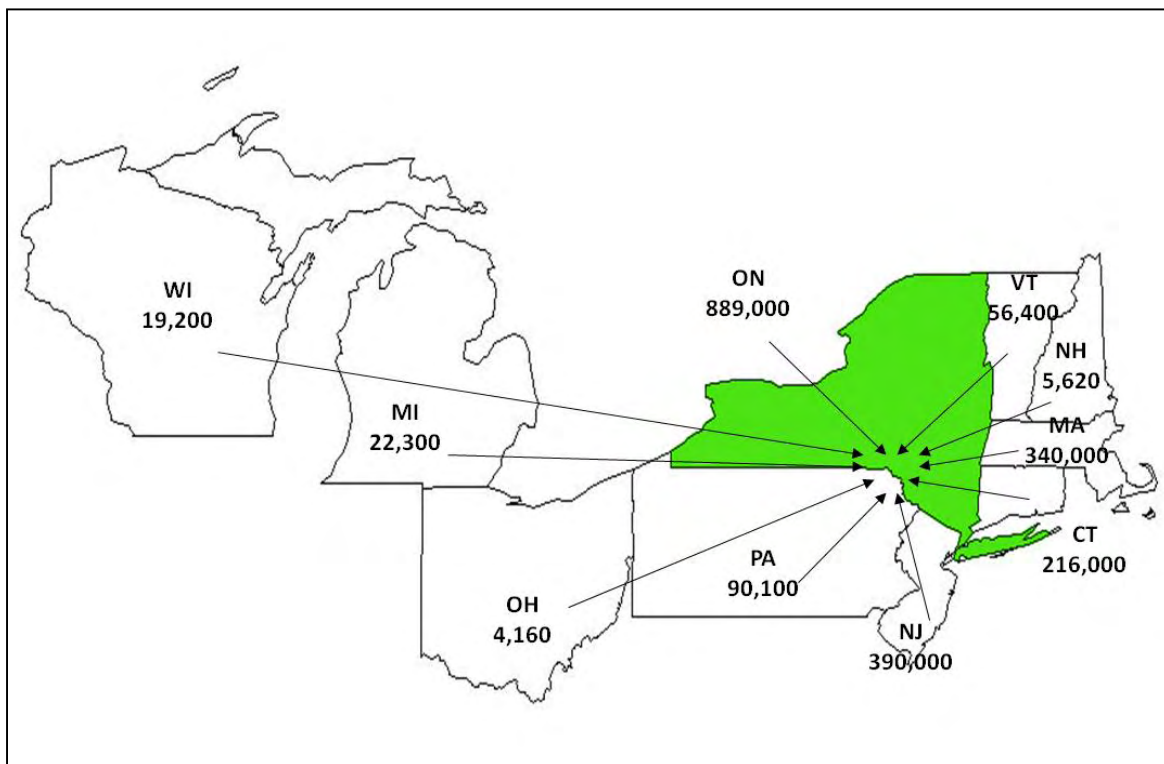 WI
19,200
MI
22,300
OH
4,160
PA
90,100
ON
889,000
VT
56,400
NH
5,620
MA
340,000
CT
216,000
NJ
390,000